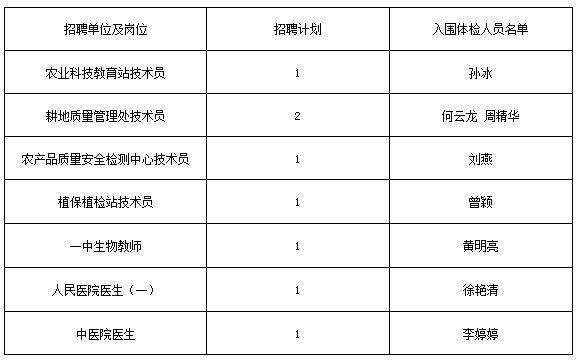 招聘单位及岗位 招聘计划 入围体检人员名单
农业科技教育站技术员 1 孙冰
耕地质量管理处技术员 2 何云龙 周精华
农产品质量安全检测中心技术员 1 刘燕
植保植检站技术员 1 曾颖
一中生物教师 1 黄明亮
人民医院医生（一） 1 徐艳清
中医院医生 1 李婷婷